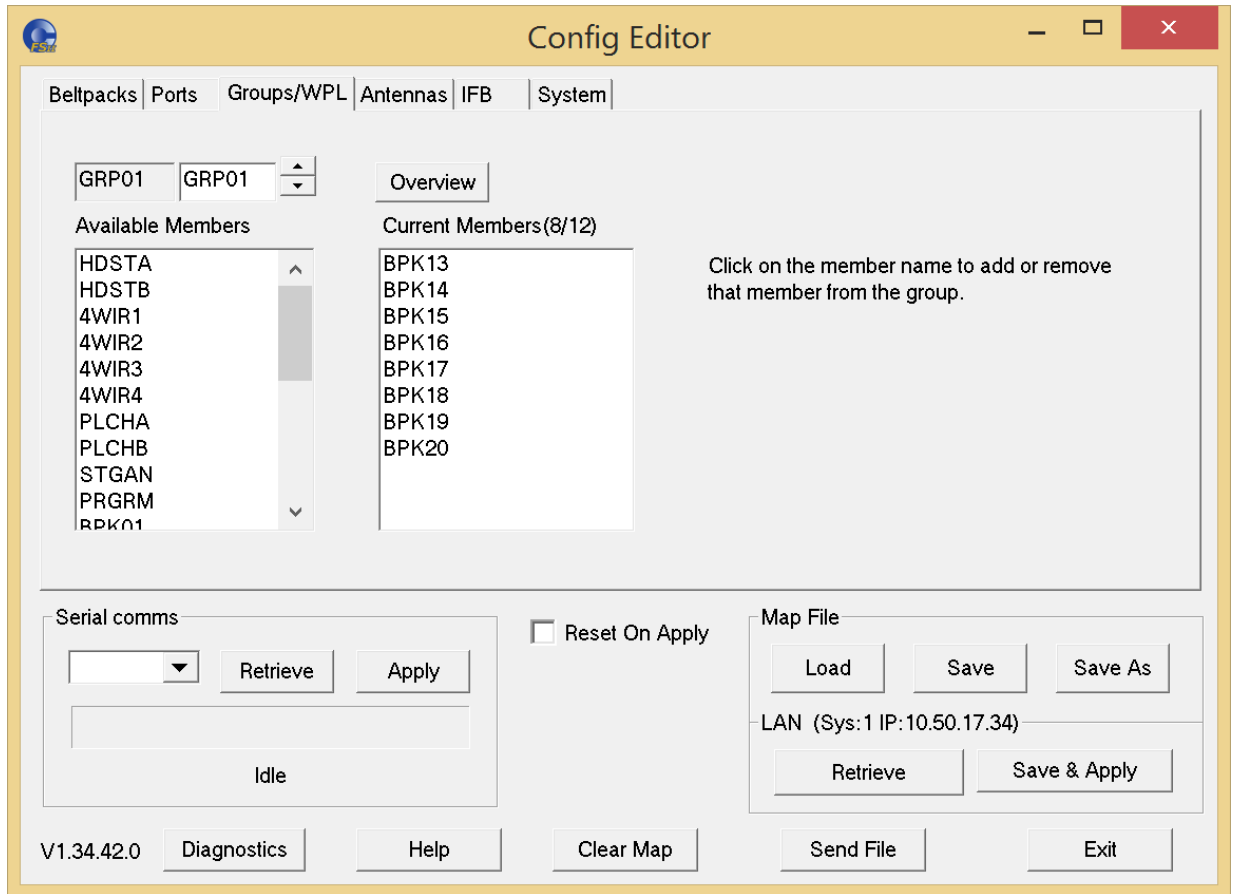 FSII
Config Editor
Beltpacks Ports Groups/WPL Antennas IFB System
GRP01 GRP01 Overview
Available Members Current Members(8/12)
HDSTA
HDSTB
4WIR1
4WIR2
4WIR3
4WIR4
PLCHA
PLCHB
STGAN
PRGRM
BPK01
BPK13
BPK14
BPK15
BPK16
BPK17
BPK18
BPK19
BPK20
Click on the member name to add or remove
that member from the group.
Serial comms
Retrieve Apply
Idle
Reset On Apply
Map File
Load Save Save As
LAN (Sys:1 IP:10.50.17.34)
Retrieve Save & Apply
V1.34.42.0 Diagnostics Help Clear Map Send File Exit